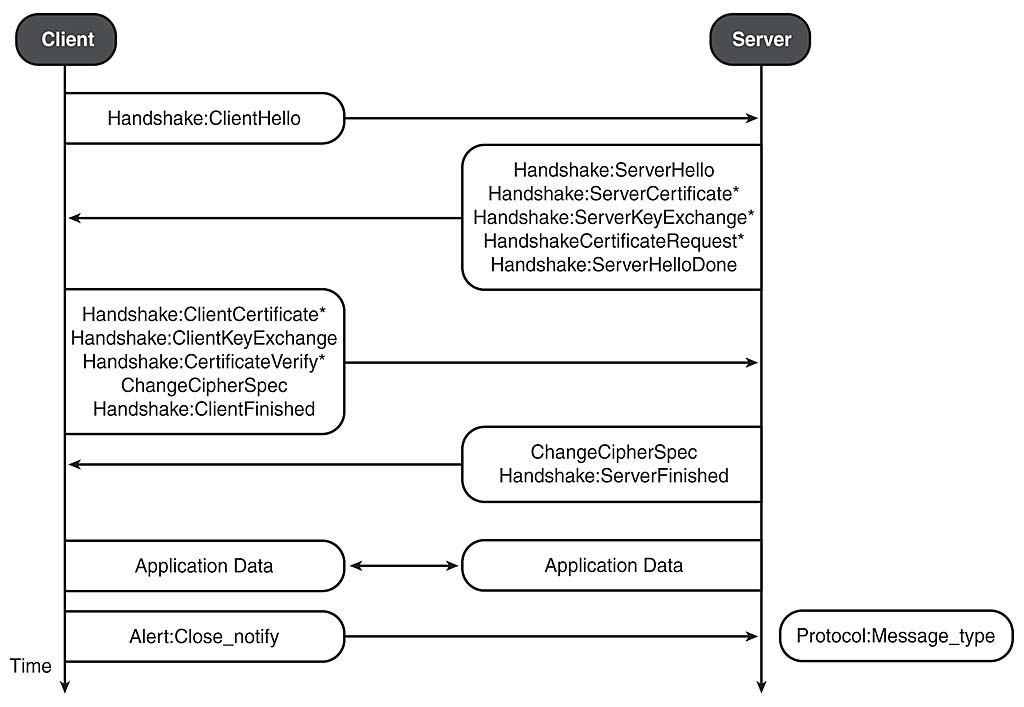 Client
Server
Handshake:ClientHello
Handshake:ServerHello
Handshake:ServerCertificate*
Handshake:ServerKeyExchange*
HandshakeCertificateRequest*
Handshake:ServerHelloDone
Handshake:ClientCertificate*
Handshake:ClientKeyExchange
Handshake:CertificateVerify*
ChangeCipherSpec
Handshake:ClientFinished
ChangeCipherSpec
Handshake:ServerFinished
Application Data
Application Data
Alert:Close_notify
Protocol:Message_type
Time